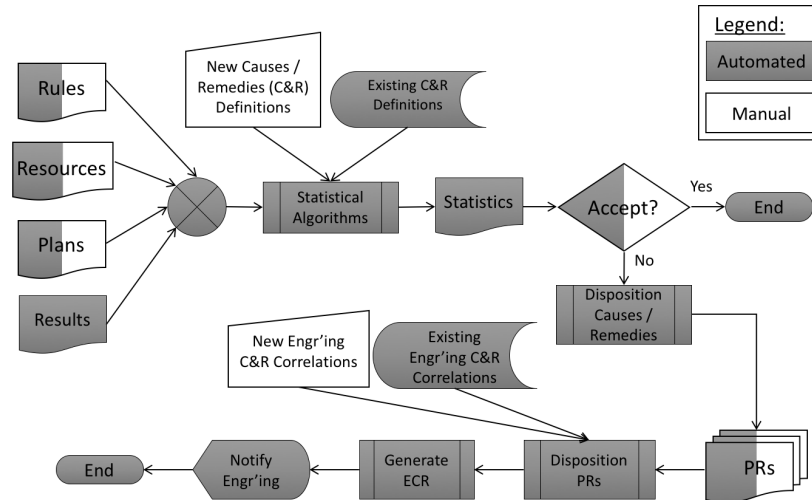 Legend:
Automated
Manual
Rules
Resources
Plans
Results
New Causes /
Remedies (C&R)
Definitions
Existing C&R
Definitions
Statistical
Algorithms
Statistics
Accept?
Yes
End
No
Disposition
Causes /
Remedies
New Engr'ing
C&R Correlations
Existing
Engr'ing C&R
Correlations
PRs
Disposition
PRs
Generate
ECR
Notify
Engr'ing
End